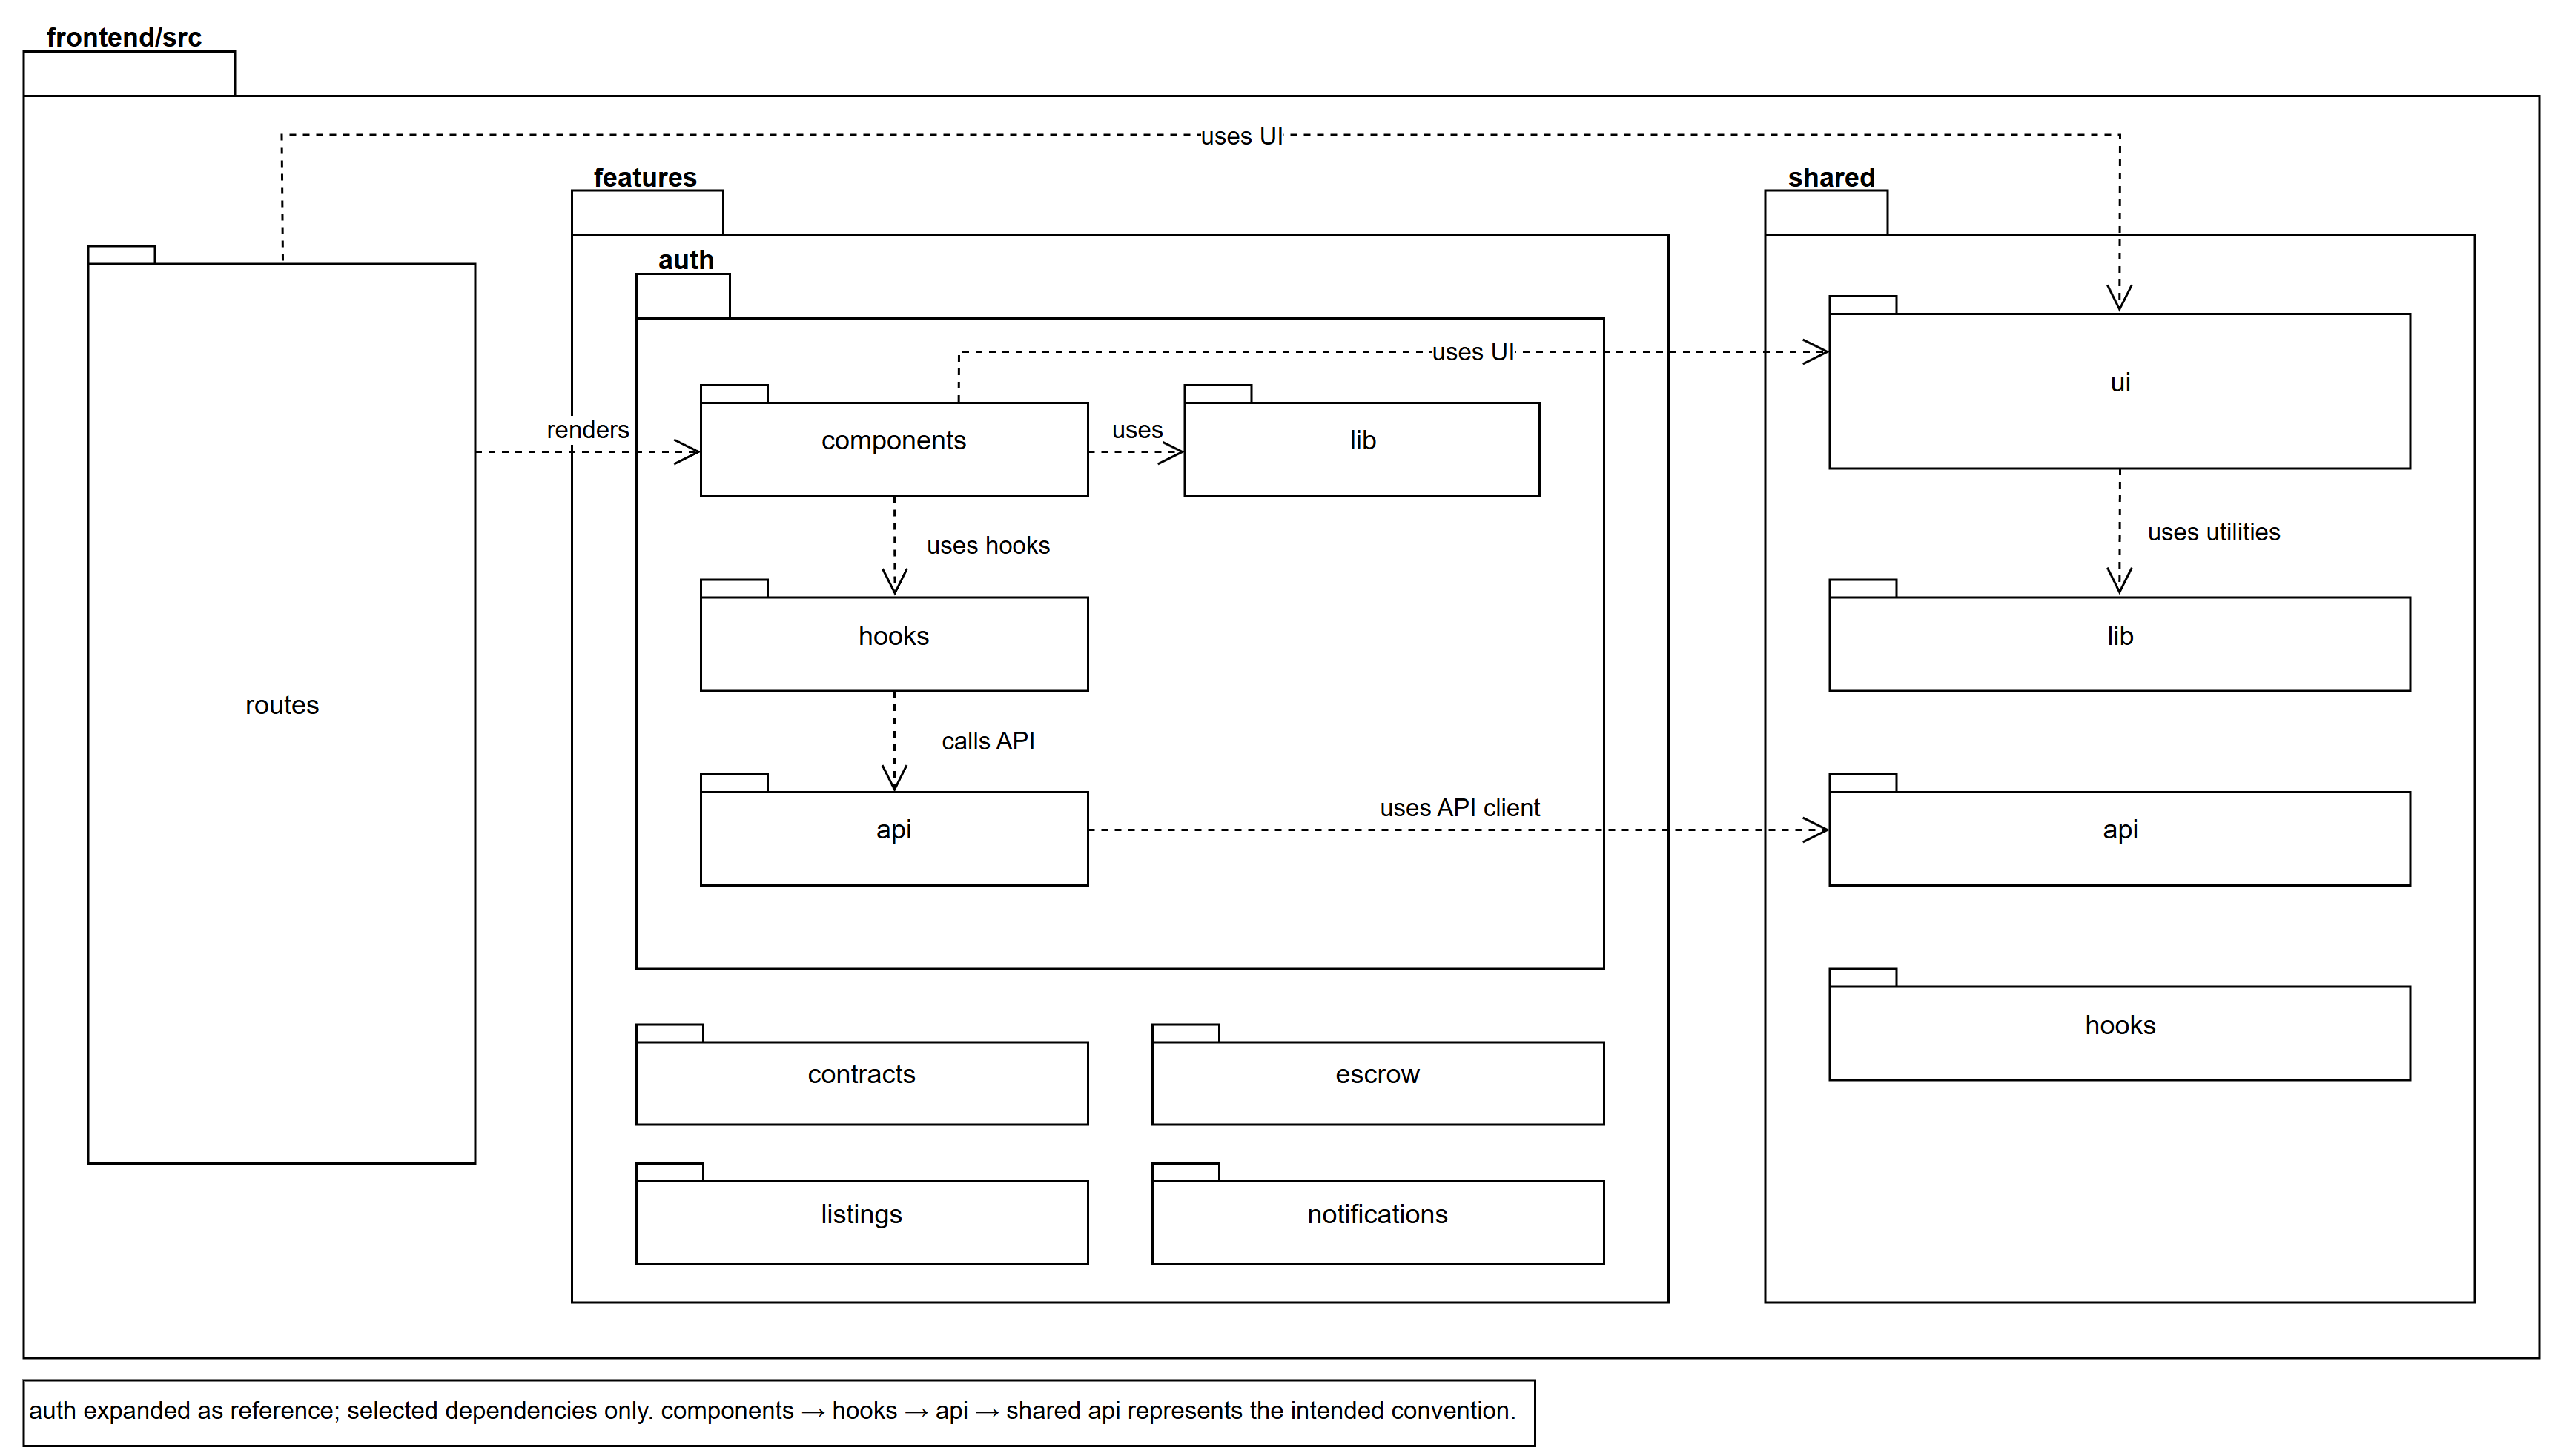 frontend/src
uses UI
features
shared
auth
uses UI
ui
renders
components
uses
lib
uses hooks
uses utilities
hooks
lib
routes
calls API
uses API client
api
api
hooks
contracts
escrow
listings
notifications
auth expanded as reference; selected dependencies only. components → hooks → api → shared api represents the intended convention.